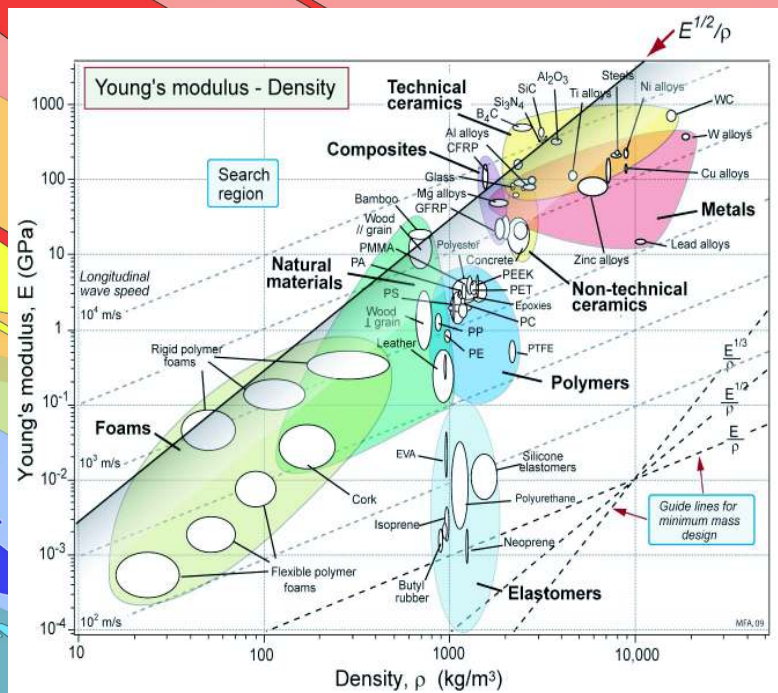 E^1/2/ρ
Young's modulus - Density
Technical
ceramics
Al2O3
SiC
Si3N4
B4C
Steels
Ti alloys
Ni alloys
WC
1000
Al alloys
CFRP
Composites
W alloys
Search
region
Glass
Mg alloys
GFRP
Cu alloys
100
Bamboo
Wood
// grain
Metals
Polyester
Lead alloys
PMMA
Concrete
Zinc alloys
10
PA
PEEK
Natural
materials
PET
Non-technical
ceramics
Longitudinal
wave speed
PS
Epoxies
10^4 m/s
Wood
⊥ grain
PC
PP
1
Rigid polymer
foams
PE
PTFE
Leather
E^1/3
ρ
Polymers
E^1/2
ρ
10^-1
Foams
E
ρ
10^3 m/s
EVA
Silicone
elastomers
10^-2
Cork
Polyurethane
Guide lines for
minimum mass
design
Isoprene
10^-3
Flexible polymer
foams
Neoprene
Butyl
rubber
Elastomers
10^2 m/s
MFA, 09
10^-4
10
100
1000
10,000
Young's modulus, E (GPa)
Density, ρ (kg/m³)